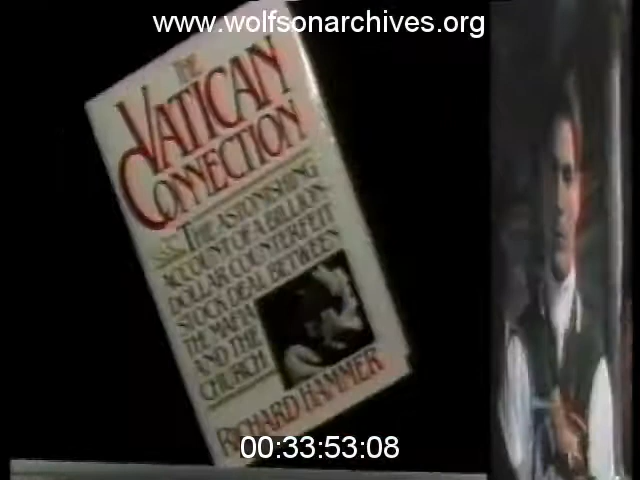 www.wolfsonarchives.org
THE
VATICAN
CONNECTION
THE ASTONISHING
ACCOUNT OF A BILLION
DOLLAR COUNTERFEIT
STOCK DEAL BETWEEN
THE MAFIA
AND THE
CHURCH
RICHARD HAMMER
00:33:53:08